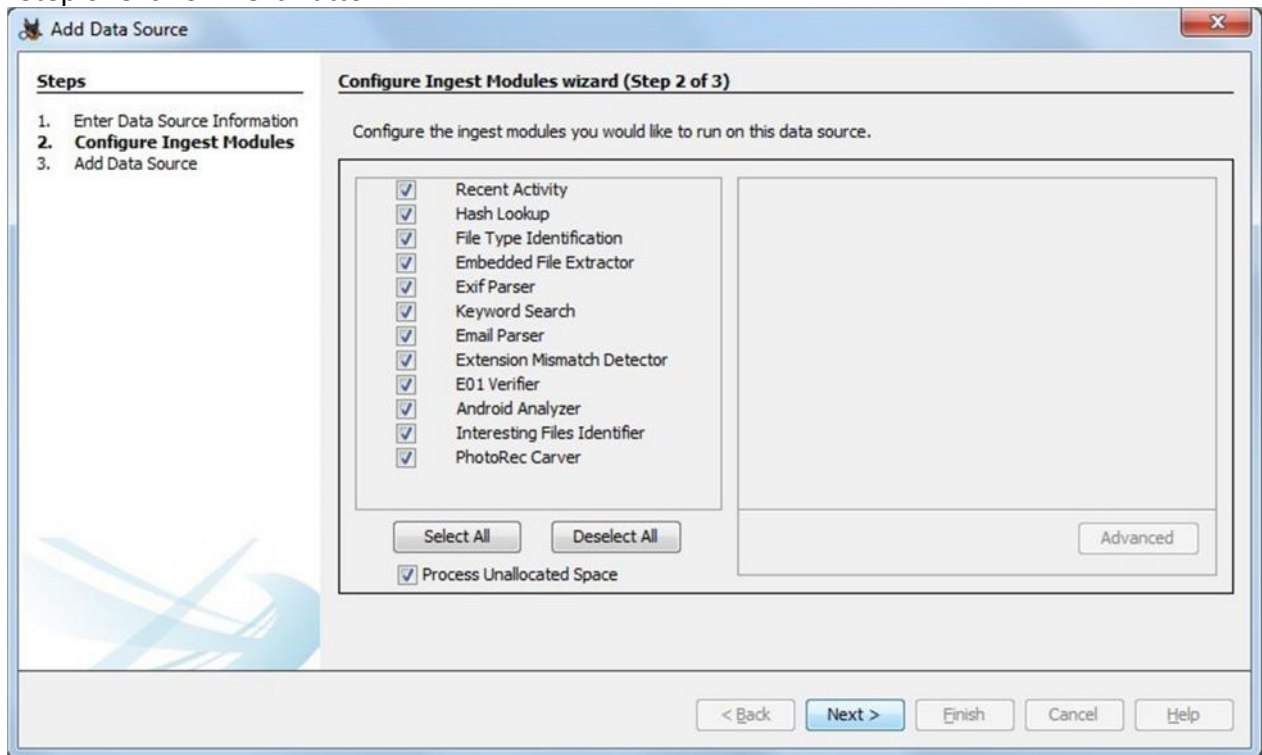 Add Data Source
Steps
1. Enter Data Source Information
2. Configure Ingest Modules
3. Add Data Source
Configure Ingest Modules wizard (Step 2 of 3)
Configure the ingest modules you would like to run on this data source.
Recent Activity
Hash Lookup
File Type Identification
Embedded File Extractor
Exif Parser
Keyword Search
Email Parser
Extension Mismatch Detector
E01 Verifier
Android Analyzer
Interesting Files Identifier
PhotoRec Carver
Select All Deselect All
Advanced
Process Unallocated Space
< Back Next > Finish Cancel Help